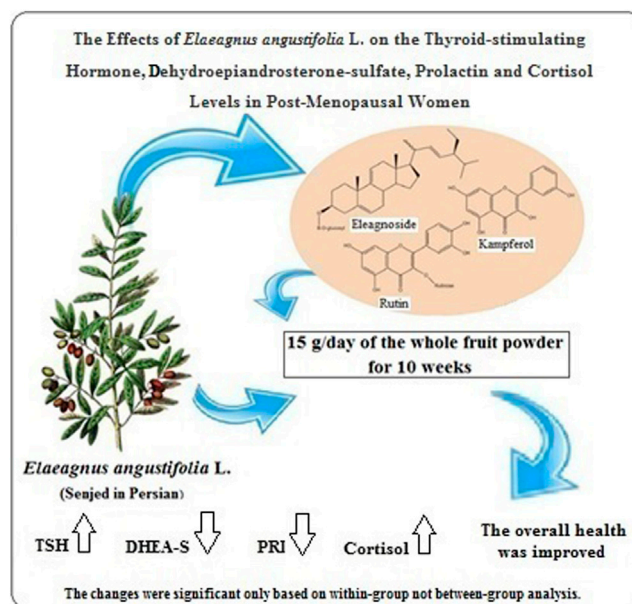 The Effects of Elaeagnus angustifolia L. on the Thyroid-stimulating
Hormone, Dehydroepiandrosterone-sulfate, Prolactin and Cortisol
Levels in Post-Menopausal Women
Eleagnoside
Kampferol
Rutin
15 g/day of the whole fruit powder
for 10 weeks
Elaeagnus angustifolia L.
(Senjed in Persian)
TSH
DHEA-S
PRI
Cortisol
The overall health
was improved
The changes were significant only based on within-group not between-group analysis.